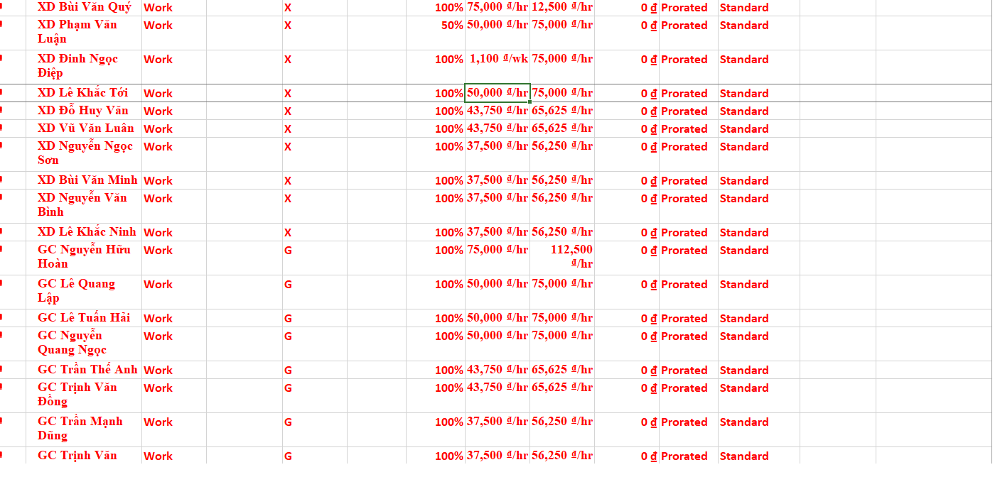 XD Bùi Văn Quý Work X 100% 75,000 ₫/hr 12,500 ₫/hr 0 ₫ Prorated Standard
XD Phạm Văn Work X 50% 50,000 ₫/hr 75,000 ₫/hr 0 ₫ Prorated Standard
Luận
XD Đinh Ngọc Work X 100% 1,100 ₫/wk 75,000 ₫/hr 0 ₫ Prorated Standard
Điệp
XD Lê Khắc Tới Work X 100% 50,000 ₫/hr 75,000 ₫/hr 0 ₫ Prorated Standard
XD Đỗ Huy Văn Work X 100% 43,750 ₫/hr 65,625 ₫/hr 0 ₫ Prorated Standard
XD Vũ Văn Luân Work X 100% 43,750 ₫/hr 65,625 ₫/hr 0 ₫ Prorated Standard
XD Nguyễn Ngọc Work X 100% 37,500 ₫/hr 56,250 ₫/hr 0 ₫ Prorated Standard
Sơn
XD Bùi Văn Minh Work X 100% 37,500 ₫/hr 56,250 ₫/hr 0 ₫ Prorated Standard
XD Nguyễn Văn Work X 100% 37,500 ₫/hr 56,250 ₫/hr 0 ₫ Prorated Standard
Bình
XD Lê Khắc Ninh Work X 100% 37,500 ₫/hr 56,250 ₫/hr 0 ₫ Prorated Standard
GC Nguyễn Hữu Work G 100% 75,000 ₫/hr 112,500 0 ₫ Prorated Standard
Hoàn ₫/hr
GC Lê Quang Work G 100% 50,000 ₫/hr 75,000 ₫/hr 0 ₫ Prorated Standard
Lập
GC Lê Tuấn Hải Work G 100% 50,000 ₫/hr 75,000 ₫/hr 0 ₫ Prorated Standard
GC Nguyễn Work G 100% 50,000 ₫/hr 75,000 ₫/hr 0 ₫ Prorated Standard
Quang Ngọc
GC Trần Thế Anh Work G 100% 43,750 ₫/hr 65,625 ₫/hr 0 ₫ Prorated Standard
GC Trịnh Văn Work G 100% 43,750 ₫/hr 65,625 ₫/hr 0 ₫ Prorated Standard
Đồng
GC Trần Mạnh Work G 100% 37,500 ₫/hr 56,250 ₫/hr 0 ₫ Prorated Standard
Dũng
GC Trịnh Văn Work G 100% 37,500 ₫/hr 56,250 ₫/hr 0 ₫ Prorated Standard